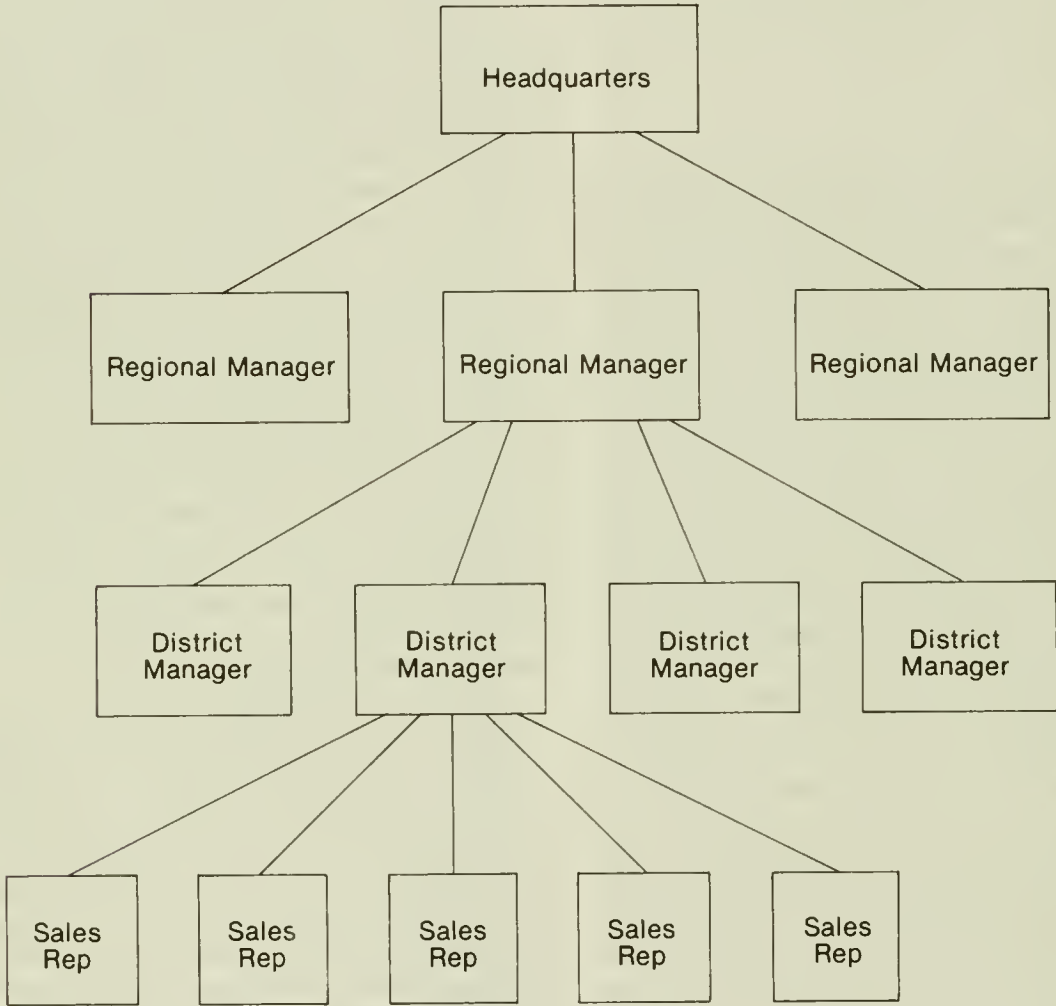 Headquarters
Regional Manager
Regional Manager
Regional Manager
District
Manager
District
Manager
District
Manager
District
Manager
Sales
Rep
Sales
Rep
Sales
Rep
Sales
Rep
Sales
Rep